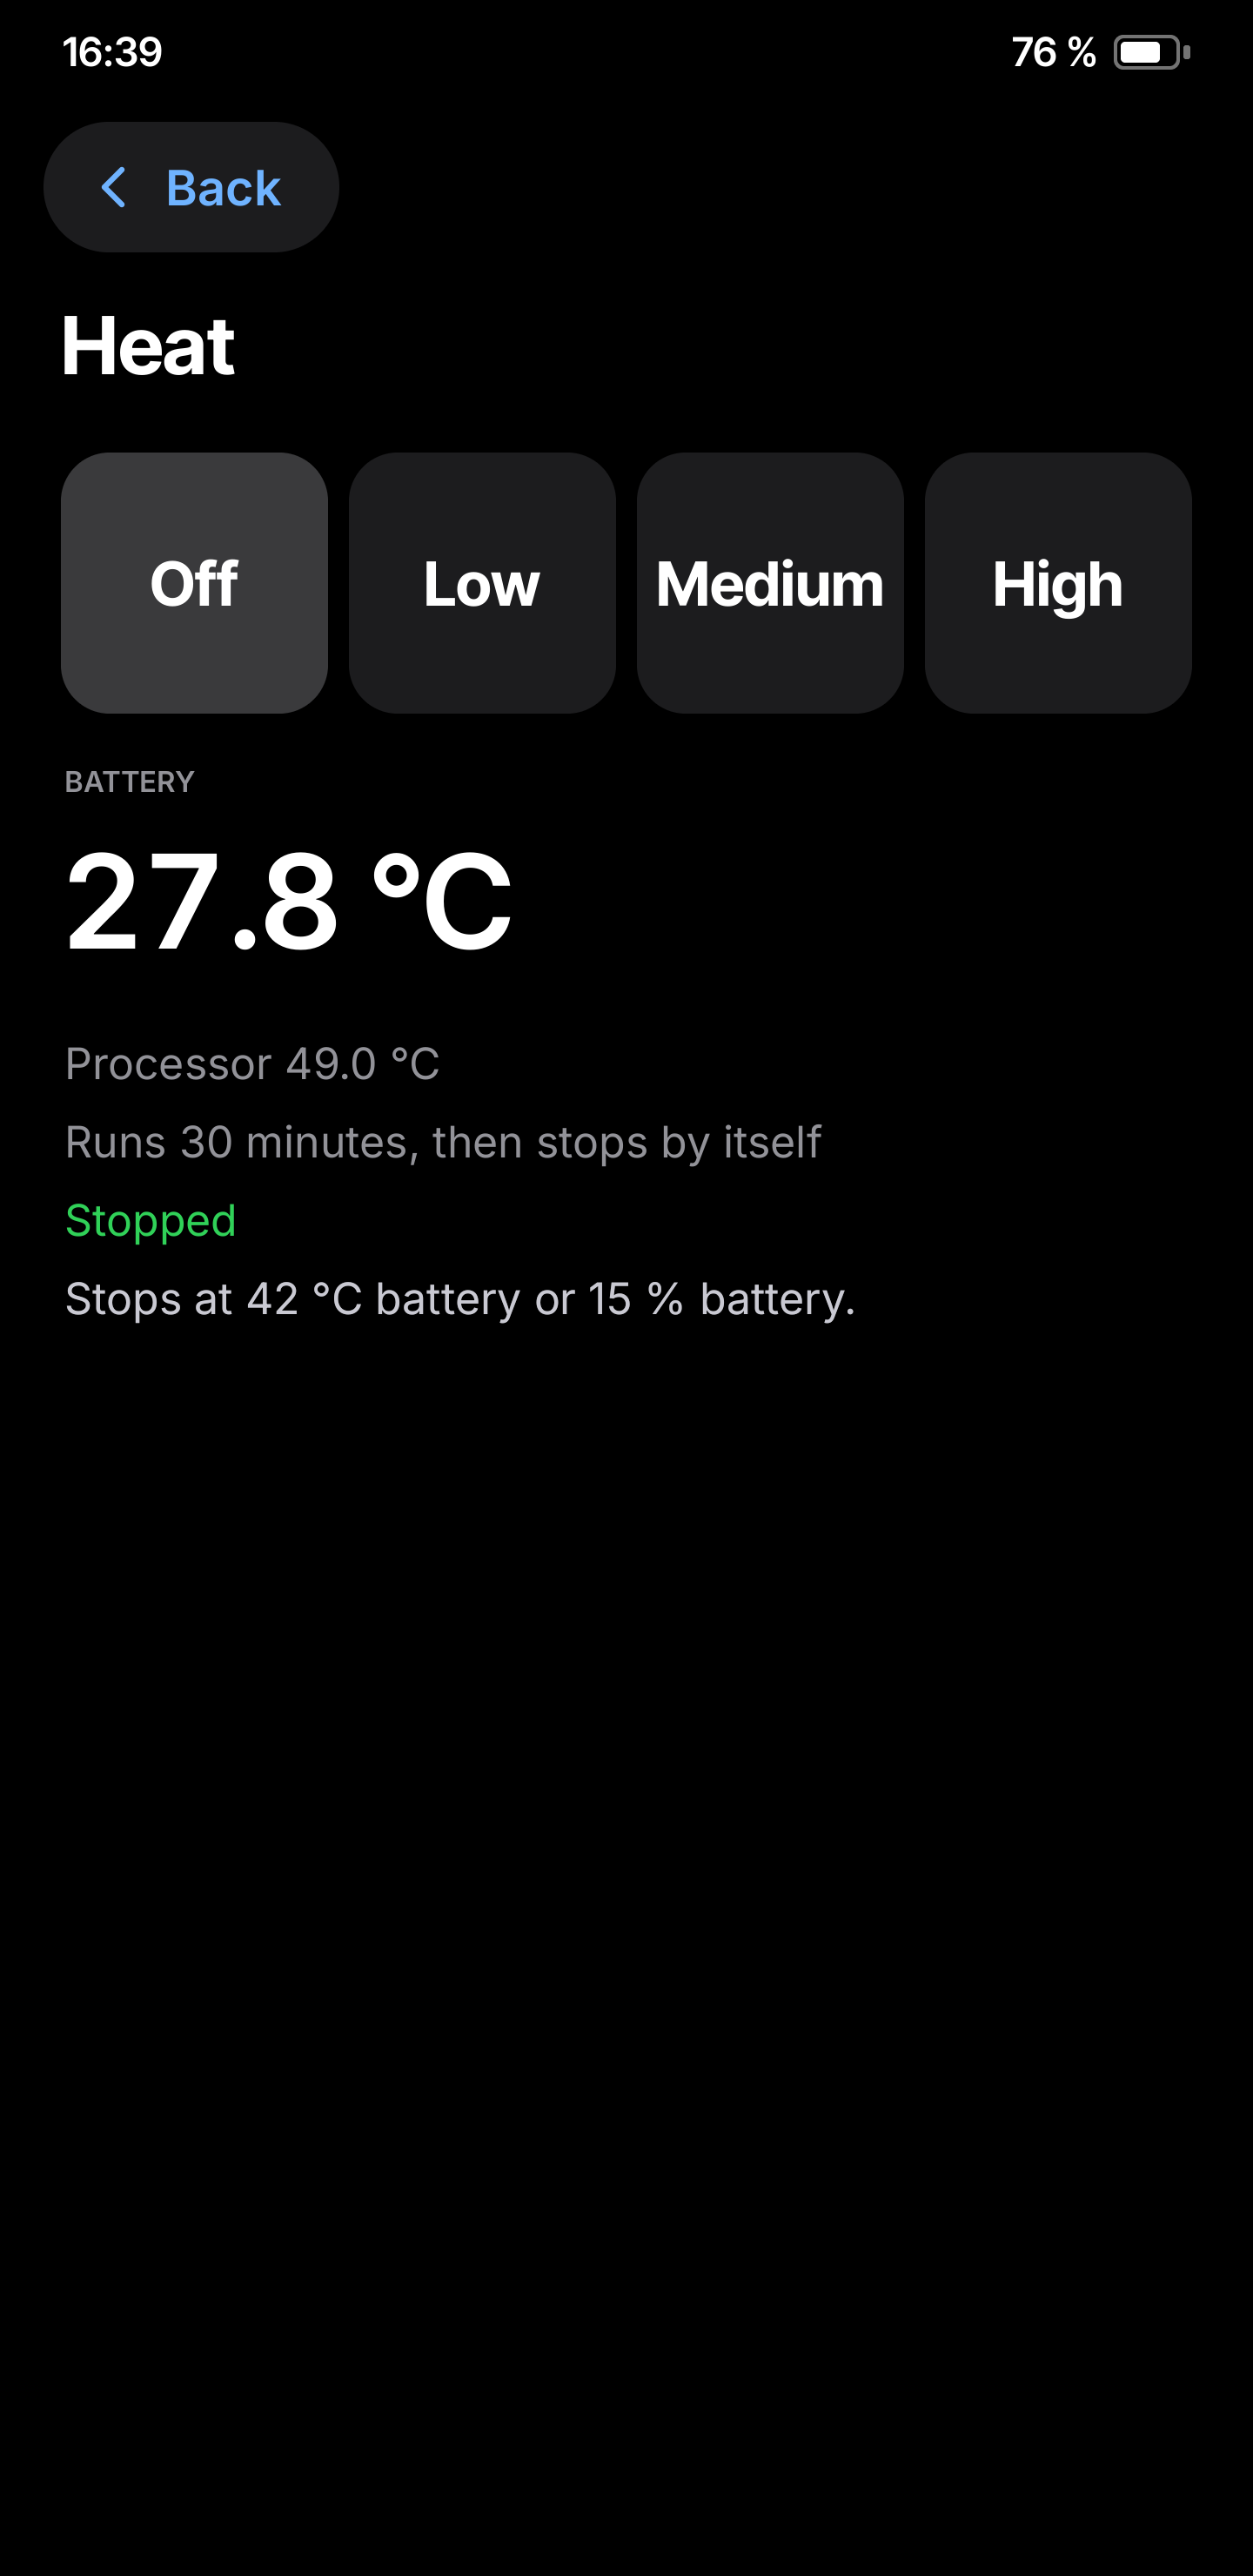 16:39
76 %
Back
Heat
Off
Low
Medium
High
BATTERY
27.8 °C
Processor 49.0 °C
Runs 30 minutes, then stops by itself
Stopped
Stops at 42 °C battery or 15 % battery.